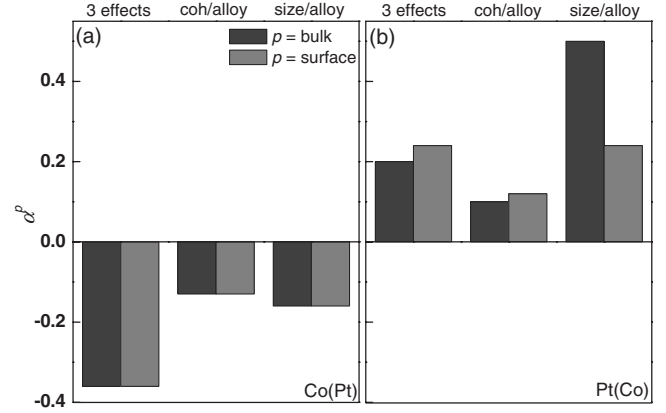 3 effects coh/alloy size/alloy 3 effects coh/alloy size/alloy
(a) (b)
p = bulk
p = surface
0.4
0.2
0.0
-0.2
-0.4
α^p
Co(Pt) Pt(Co)